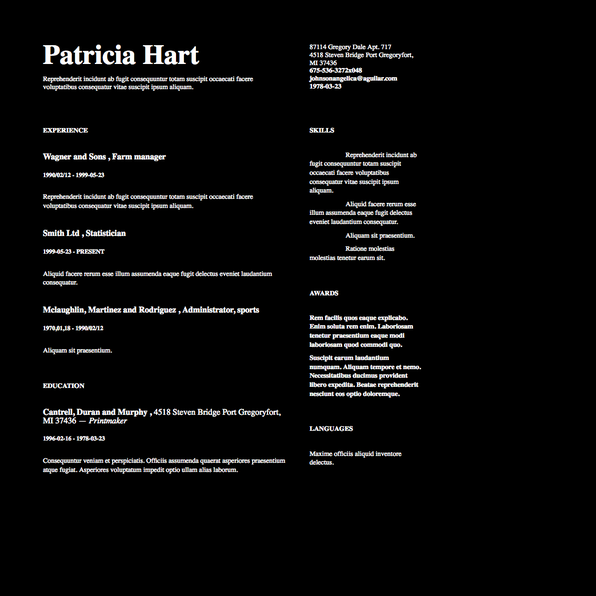 Patricia Hart
Reprehenderit incidunt ab fugit consequuntur totam suscipit occaecati facere
voluptatibus consequatur vitae suscipit ipsum aliquam.
EXPERIENCE
Wagner and Sons , Farm manager
1990/02/12 - 1999-05-23
Reprehenderit incidunt ab fugit consequuntur totam suscipit occaecati facere
voluptatibus consequatur vitae suscipit ipsum aliquam.
Smith Ltd , Statistician
1999-05-23 - PRESENT
Aliquid facere rerum esse illum assumenda eaque fugit delectus eveniet laudantium
consequatur.
Mclaughlin, Martinez and Rodriguez , Administrator, sports
1970,01,18 - 1990/02/12
Aliquam sit praesentium.
EDUCATION
Cantrell, Duran and Murphy , 4518 Steven Bridge Port Gregoryfort,
MI 37436 — Printmaker
1996-02-16 - 1978-03-23
Consequuntur veniam et perspiciatis. Officiis assumenda quaerat asperiores praesentium
atque fugiat. Asperiores voluptatum impedit optio ullam alias laborum.
87114 Gregory Dale Apt. 717
4518 Steven Bridge Port Gregoryfort,
MI 37436
675-536-3272x048
johnsonangelica@aguilar.com
1978-03-23
SKILLS
Reprehenderit incidunt ab
fugit consequuntur totam suscipit
occaecati facere voluptatibus
consequatur vitae suscipit ipsum
aliquam.
Aliquid facere rerum esse
illum assumenda eaque fugit delectus
eveniet laudantium consequatur.
Aliquam sit praesentium.
Ratione molestias
molestias tenetur earum sit.
AWARDS
Rem facilis quos eaque explicabo.
Enim soluta rem enim. Laboriosam
tenetur praesentium eaque modi
laboriosam quod commodi quo.
Suscipit earum laudantium
numquam. Aliquam tempore et nemo.
Necessitatibus ducimus provident
libero expedita. Beatae reprehenderit
nesciunt eos optio doloremque.
LANGUAGES
Maxime officiis aliquid inventore
delectus.